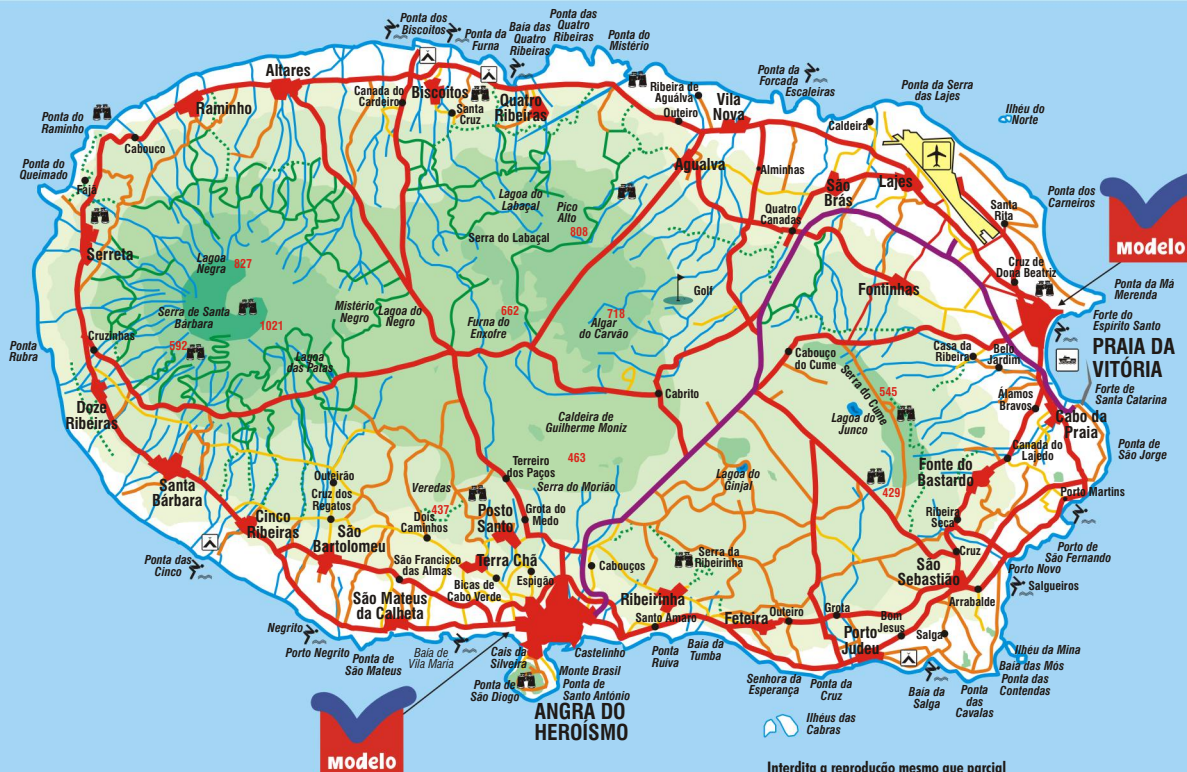 Ponta dos
Biscoitos
Ponta da
Furna
Baía das
Quatro
Ribeiras
Ponta das
Quatro
Ribeiras
Ponta do
Mistério
Altares
Canada do
Cardeiro
Biscoitos
Santa
Cruz
Quatro
Ribeiras
Ribeira de
Aguálva
Outeiro
Vila
Nova
Ponta da
Forcada
Escaleiras
Ponta da Serra
das Lajes
Ilhéu do
Norte
Raminho
Ponta do
Raminho
Cabouco
Caldeira
Ponta do
Queimado
Fajã
Agualva
Alminhas
São
Brás
Lajes
Ponta dos
Carneiros
Lagoa do
Labaçal
Pico
Alto
808
Serra do Labaçal
Quatro
Canadas
Santa
Rita
Modelo
Serreta
Lagoa
Negra
827
Cruz de
Dona Beatriz
Golf
Fontinhas
Ponta da Má
Merenda
Serra de Santa
Bárbara
1021
Mistério
Negro
Lagoa do
Negro
662
Furna do
Enxofre
718
Algar
do Carvão
Forte do
Espírito Santo
Ponta
Rubra
Cruzinhas
592
Lagoa
das Patas
Cabouço
do Cume
Casa da
Ribeira
Belo
Jardim
PRAIA DA
VITÓRIA
Serra do Cume
545
Forte de
Santa Catarina
Doze
Ribeiras
Cabrito
Lagoa do
Junco
Álamos
Bravos
Cabo da
Praia
Caldeira de
Guilherme Moniz
Canada do
Lajedo
Ponta de
São Jorge
Santa
Bárbara
Outeirão
Cruz dos
Regatos
Veredas
437
Terreiro
dos Paços
463
Serra do Morião
Lagoa do
Ginjal
429
Fonte do
Bastardo
Porto Martins
Cinco
Ribeiras
São
Bartolomeu
Dois
Caminhos
Posto
Santo
Grota do
Medo
Ribeira
Seca
Porto de
São Fernando
Ponta das
Cinco
São Francisco
das Almas
Terra Chã
Bicas de
Cabo Verde
Espigão
Cabouços
Serra da
Ribeirinha
Cruz
São
Sebastião
Porto Novo
Salgueiros
São Mateus
da Calheta
Ribeirinha
Santo Amaro
Feteira
Outeiro
Grota
Bom
Jesus
Arrabalde
Negrito
Porto Negrito
Ponta de
São Mateus
Baía de
Vila Maria
Cais da
Silveira
Castelinho
Ponta
Ruiva
Baía da
Tumba
Porto
Judeu
Salga
Ilhéu da Mina
Baía das Mós
Ponta das
Contendas
Ponta de
São Diogo
Monte Brasil
Ponta de
Santo António
Senhora da
Esperança
Ponta da
Cruz
Baía da
Salga
Ponta
das
Cavalas
ANGRA DO
HEROÍSMO
Ilhéus das
Cabras
Modelo
Interdita a reprodução mesmo que parcial